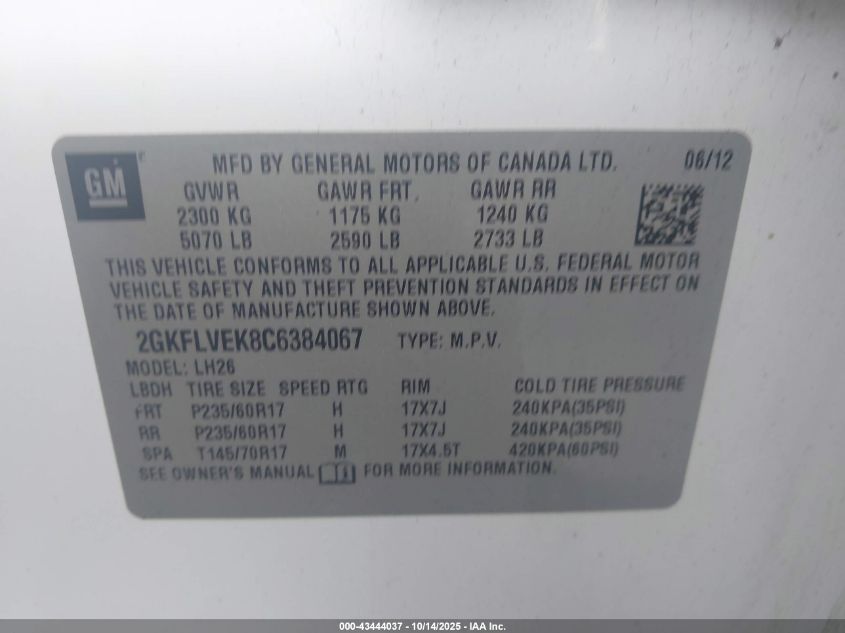 GM
MFD BY GENERAL MOTORS OF CANADA LTD. 06/12
GVWR GAWR FRT. GAWR RR
2300 KG 1175 KG 1240 KG
5070 LB 2590 LB 2733 LB
THIS VEHICLE CONFORMS TO ALL APPLICABLE U.S. FEDERAL MOTOR
VEHICLE SAFETY AND THEFT PREVENTION STANDARDS IN EFFECT ON
THE DATE OF MANUFACTURE SHOWN ABOVE.
2GKFLVEK8C6384067 TYPE: M.P.V.
MODEL: LH26
LBDH TIRE SIZE SPEED RTG RIM COLD TIRE PRESSURE
FRT P235/60R17 H 17X7J 240KPA(35PSI)
RR P235/60R17 H 17X7J 240KPA(35PSI)
SPA T145/70R17 M 17X4.5T 420KPA(60PSI)
SEE OWNER'S MANUAL FOR MORE INFORMATION.
000-43444037 - 10/14/2025 - IAA Inc.